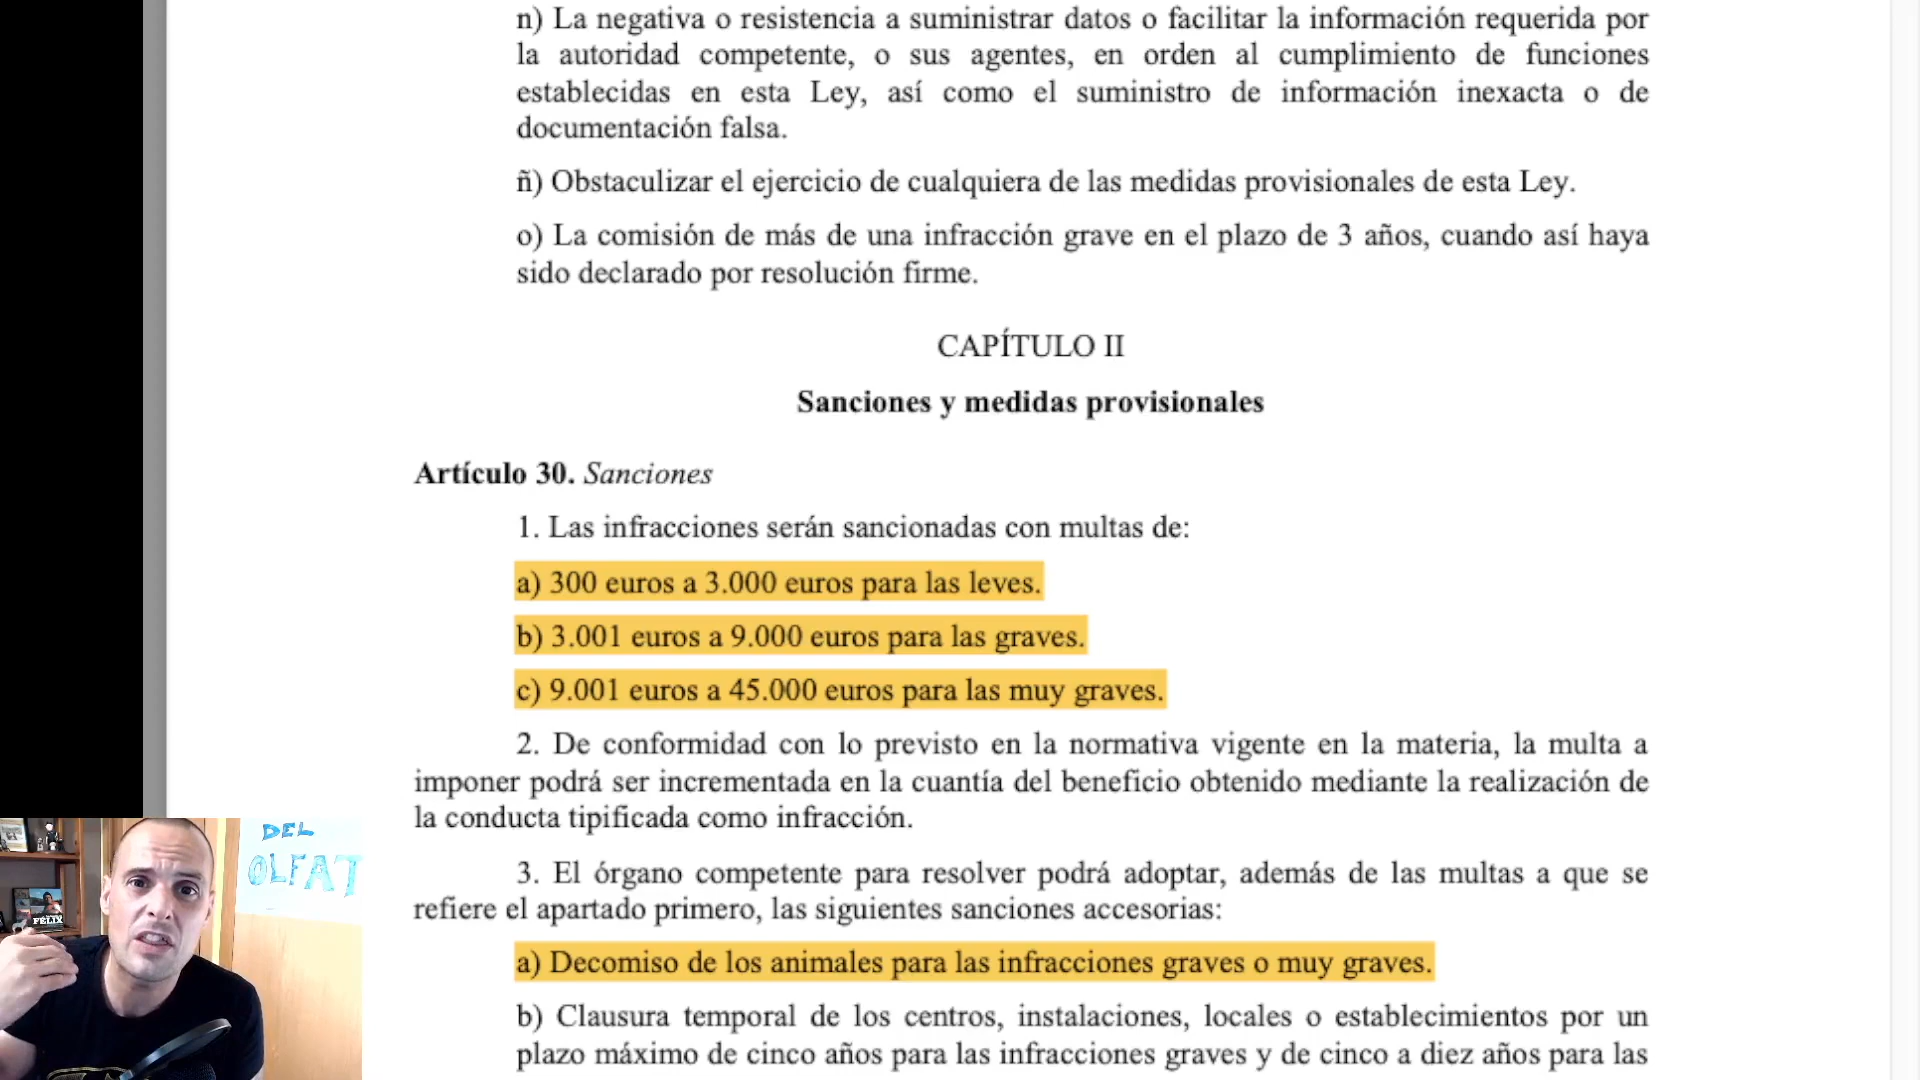 n) La negativa o resistencia a suministrar datos o facilitar la información requerida por
la autoridad competente, o sus agentes, en orden al cumplimiento de funciones
establecidas en esta Ley, así como el suministro de información inexacta o de
documentación falsa.
ñ) Obstaculizar el ejercicio de cualquiera de las medidas provisionales de esta Ley.
o) La comisión de más de una infracción grave en el plazo de 3 años, cuando así haya
sido declarado por resolución firme.
CAPÍTULO II
Sanciones y medidas provisionales
Artículo 30. Sanciones
1. Las infracciones serán sancionadas con multas de:
a) 300 euros a 3.000 euros para las leves.
b) 3.001 euros a 9.000 euros para las graves.
c) 9.001 euros a 45.000 euros para las muy graves.
2. De conformidad con lo previsto en la normativa vigente en la materia, la multa a
imponer podrá ser incrementada en la cuantía del beneficio obtenido mediante la realización de
la conducta tipificada como infracción.
3. El órgano competente para resolver podrá adoptar, además de las multas a que se
refiere el apartado primero, las siguientes sanciones accesorias:
a) Decomiso de los animales para las infracciones graves o muy graves.
b) Clausura temporal de los centros, instalaciones, locales o establecimientos por un
plazo máximo de cinco años para las infracciones graves y de cinco a diez años para las
DEL
OLFAT
FÉLIX